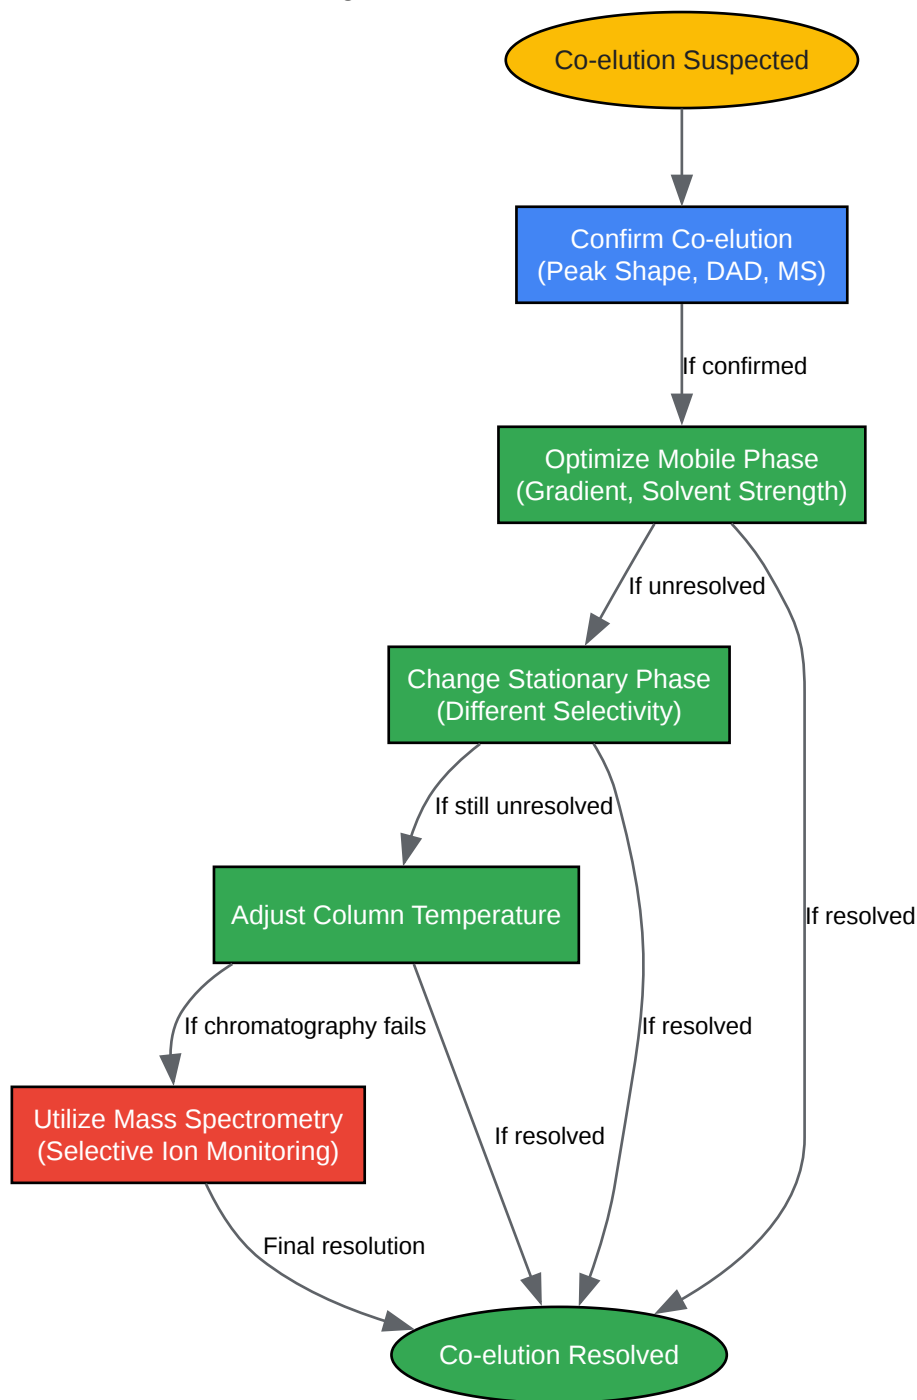 Co-elution Suspected
Confirm Co-elution
(Peak Shape, DAD, MS)
If confirmed
Optimize Mobile Phase
(Gradient, Solvent Strength)
If unresolved
Change Stationary Phase
(Different Selectivity)
If still unresolved
Adjust Column Temperature
If resolved
If chromatography fails
If resolved
Utilize Mass Spectrometry
(Selective Ion Monitoring)
If resolved
Final resolution
Co-elution Resolved